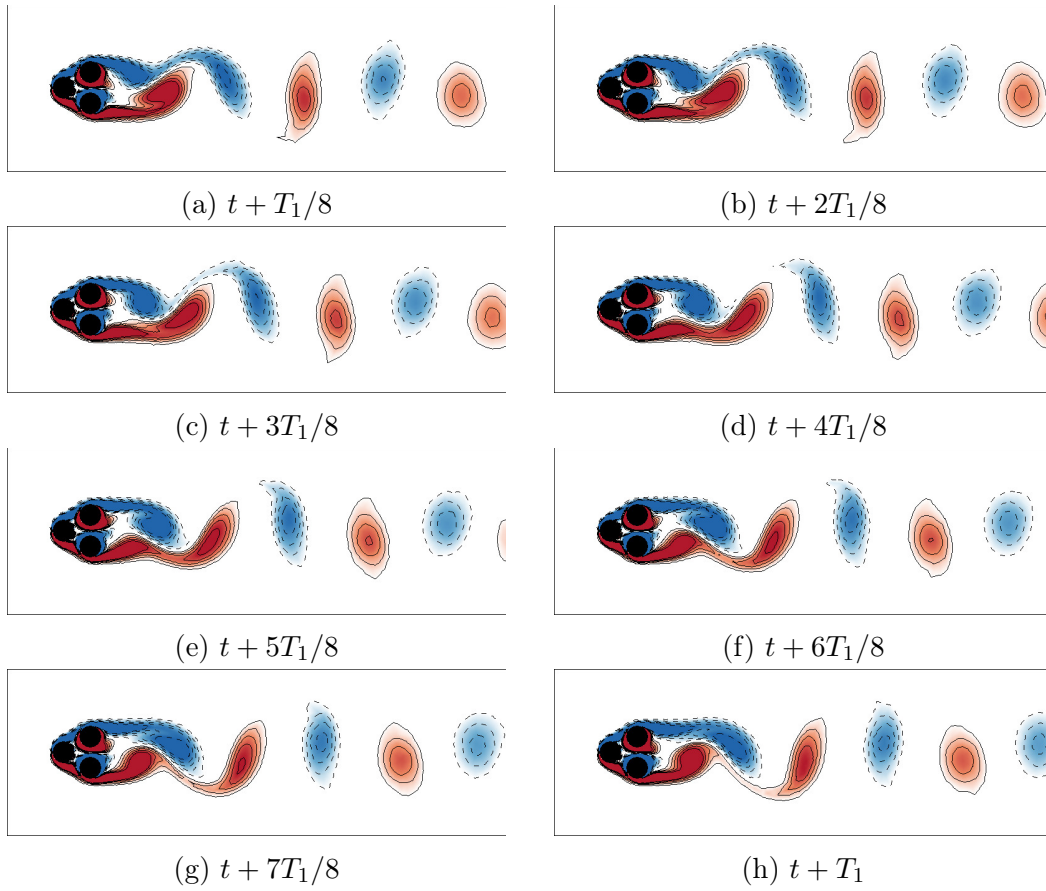 (a) t + T₁/8
(b) t + 2T₁/8
(c) t + 3T₁/8
(d) t + 4T₁/8
(e) t + 5T₁/8
(f) t + 6T₁/8
(g) t + 7T₁/8
(h) t + T₁